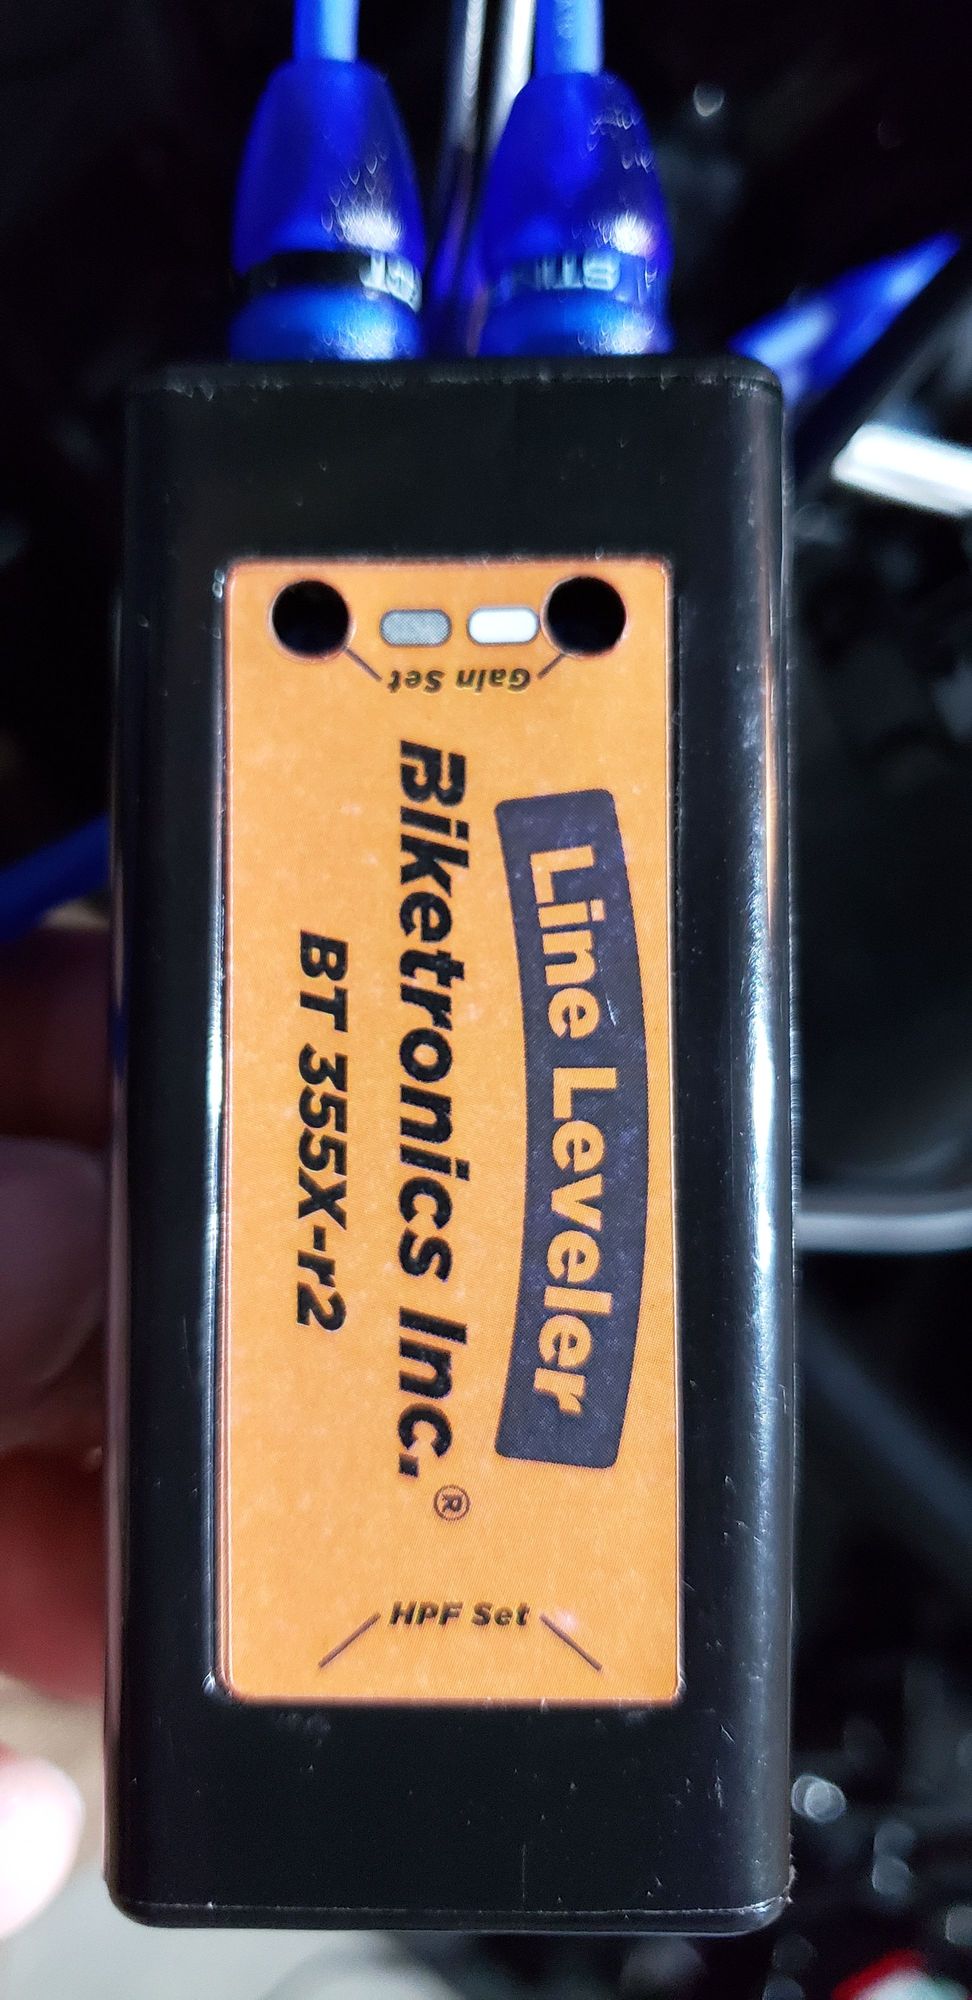 Gain Set
Line Leveler
Biketronics Inc.®
BT 355X-r2
HPF Set